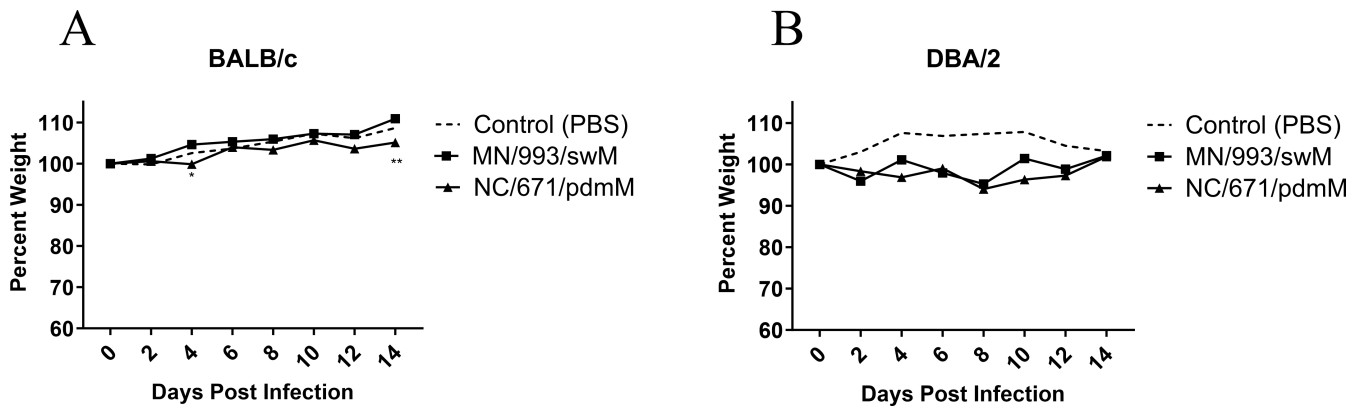 A
BALB/c
110
100
90
80
70
60
Percent Weight
*
**
0
2
4
6
8
10
12
14
Days Post Infection
Control (PBS)
MN/993/swM
NC/671/pdmM
B
DBA/2
110
100
90
80
70
60
Percent Weight
0
2
4
6
8
10
12
14
Days Post Infection
Control (PBS)
MN/993/swM
NC/671/pdmM